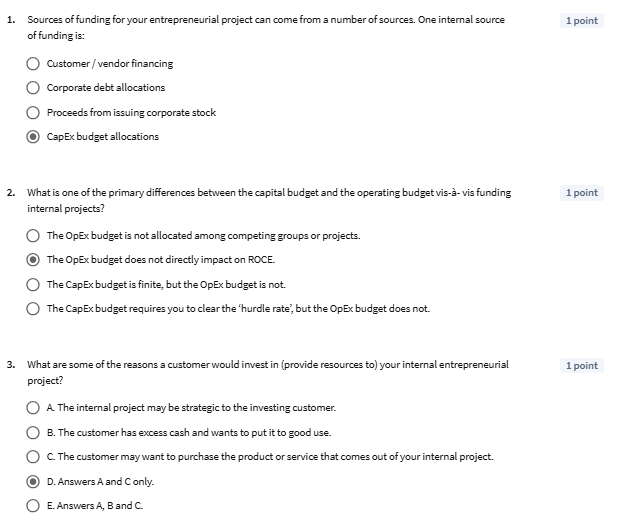 1. Sources of funding for your entrepreneurial project can come from a number of sources. One internal source 1 point
of funding is:
Customer / vendor financing
Corporate debt allocations
Proceeds from issuing corporate stock
CapEx budget allocations
2. What is one of the primary differences between the capital budget and the operating budget vis-à- vis funding 1 point
internal projects?
The OpEx budget is not allocated among competing groups or projects.
The OpEx budget does not directly impact on ROCE.
The CapEx budget is finite, but the OpEx budget is not.
The CapEx budget requires you to clear the ‘hurdle rate’, but the OpEx budget does not.
3. What are some of the reasons a customer would invest in (provide resources to) your internal entrepreneurial 1 point
project?
A. The internal project may be strategic to the investing customer.
B. The customer has excess cash and wants to put it to good use.
C. The customer may want to purchase the product or service that comes out of your internal project.
D. Answers A and C only.
E. Answers A, B and C.